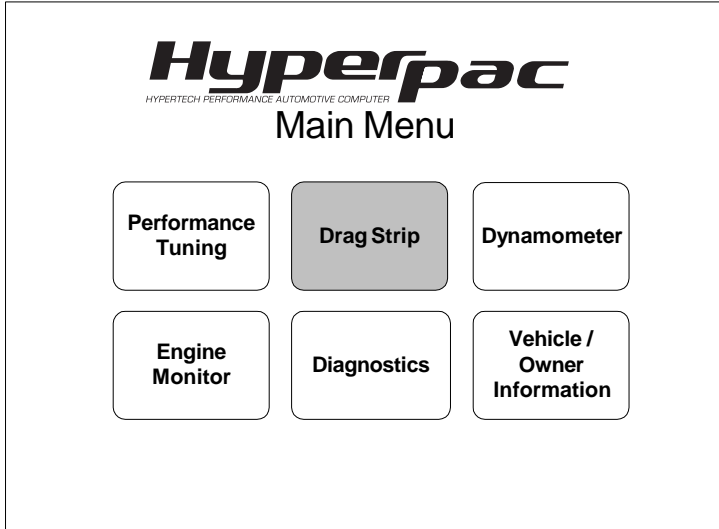 Hyperpac
HYPERTECH PERFORMANCE AUTOMOTIVE COMPUTER
Main Menu
Performance
Tuning
Drag Strip
Dynamometer
Engine
Monitor
Diagnostics
Vehicle /
Owner
Information